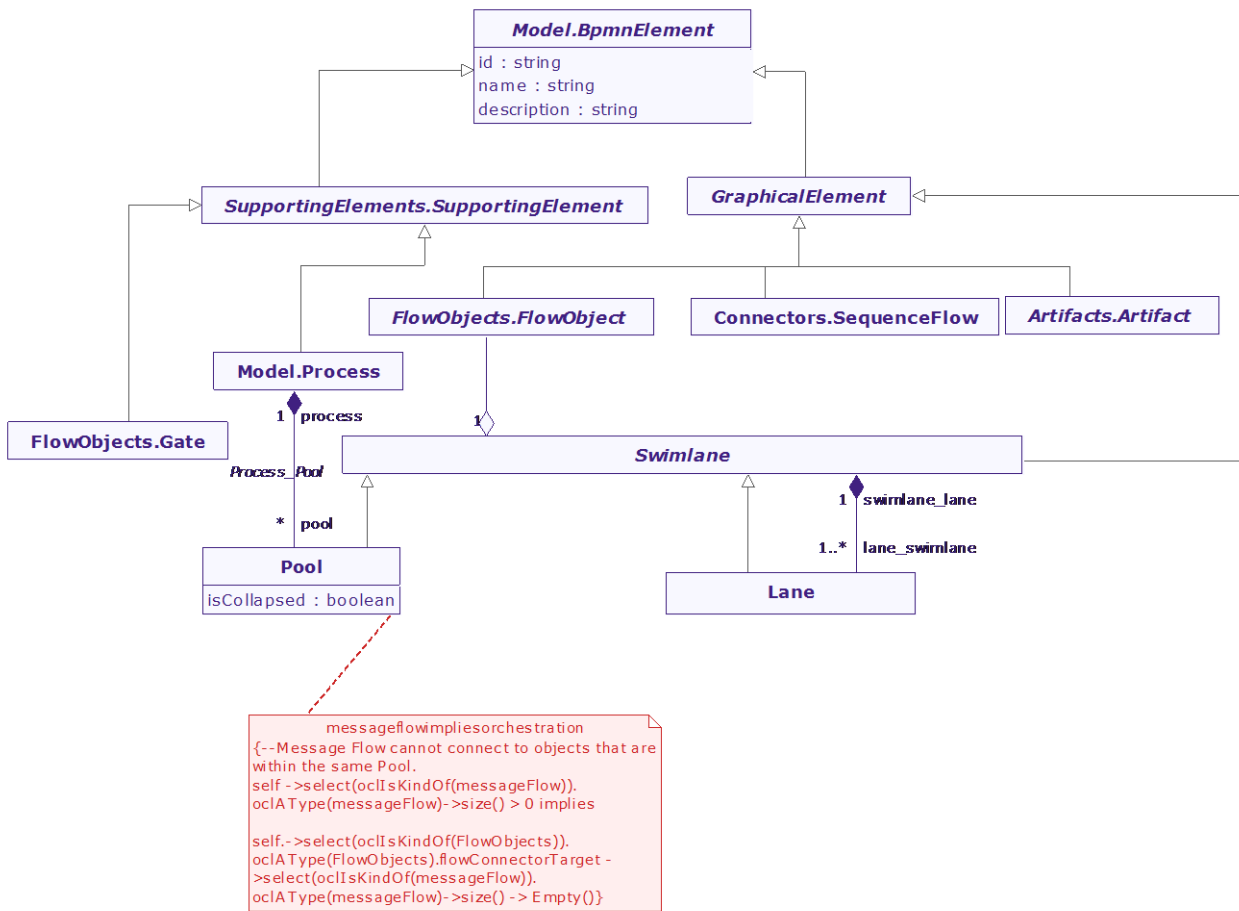 Model.BpmnElement
id : string
name : string
description : string
SupportingElements.SupportingElement
GraphicalElement
FlowObjects.FlowObject
Connectors.SequenceFlow
Artifacts.Artifact
Model.Process
1 process
FlowObjects.Gate
1
Swimlane
Process_Pool
1 swimlane_lane
* pool
1..* lane_swimlane
Pool
isCollapsed : boolean
Lane
messageflowimpliesorchestration
{--Message Flow cannot connect to objects that are
within the same Pool.
self ->select(oclIsKindOf(messageFlow)).
oclAType(messageFlow)->size() > 0 implies
self.->select(oclIsKindOf(FlowObjects)).
oclAType(FlowObjects).flowConnectorTarget -
>select(oclIsKindOf(messageFlow)).
oclAType(messageFlow)->size() -> Empty()}